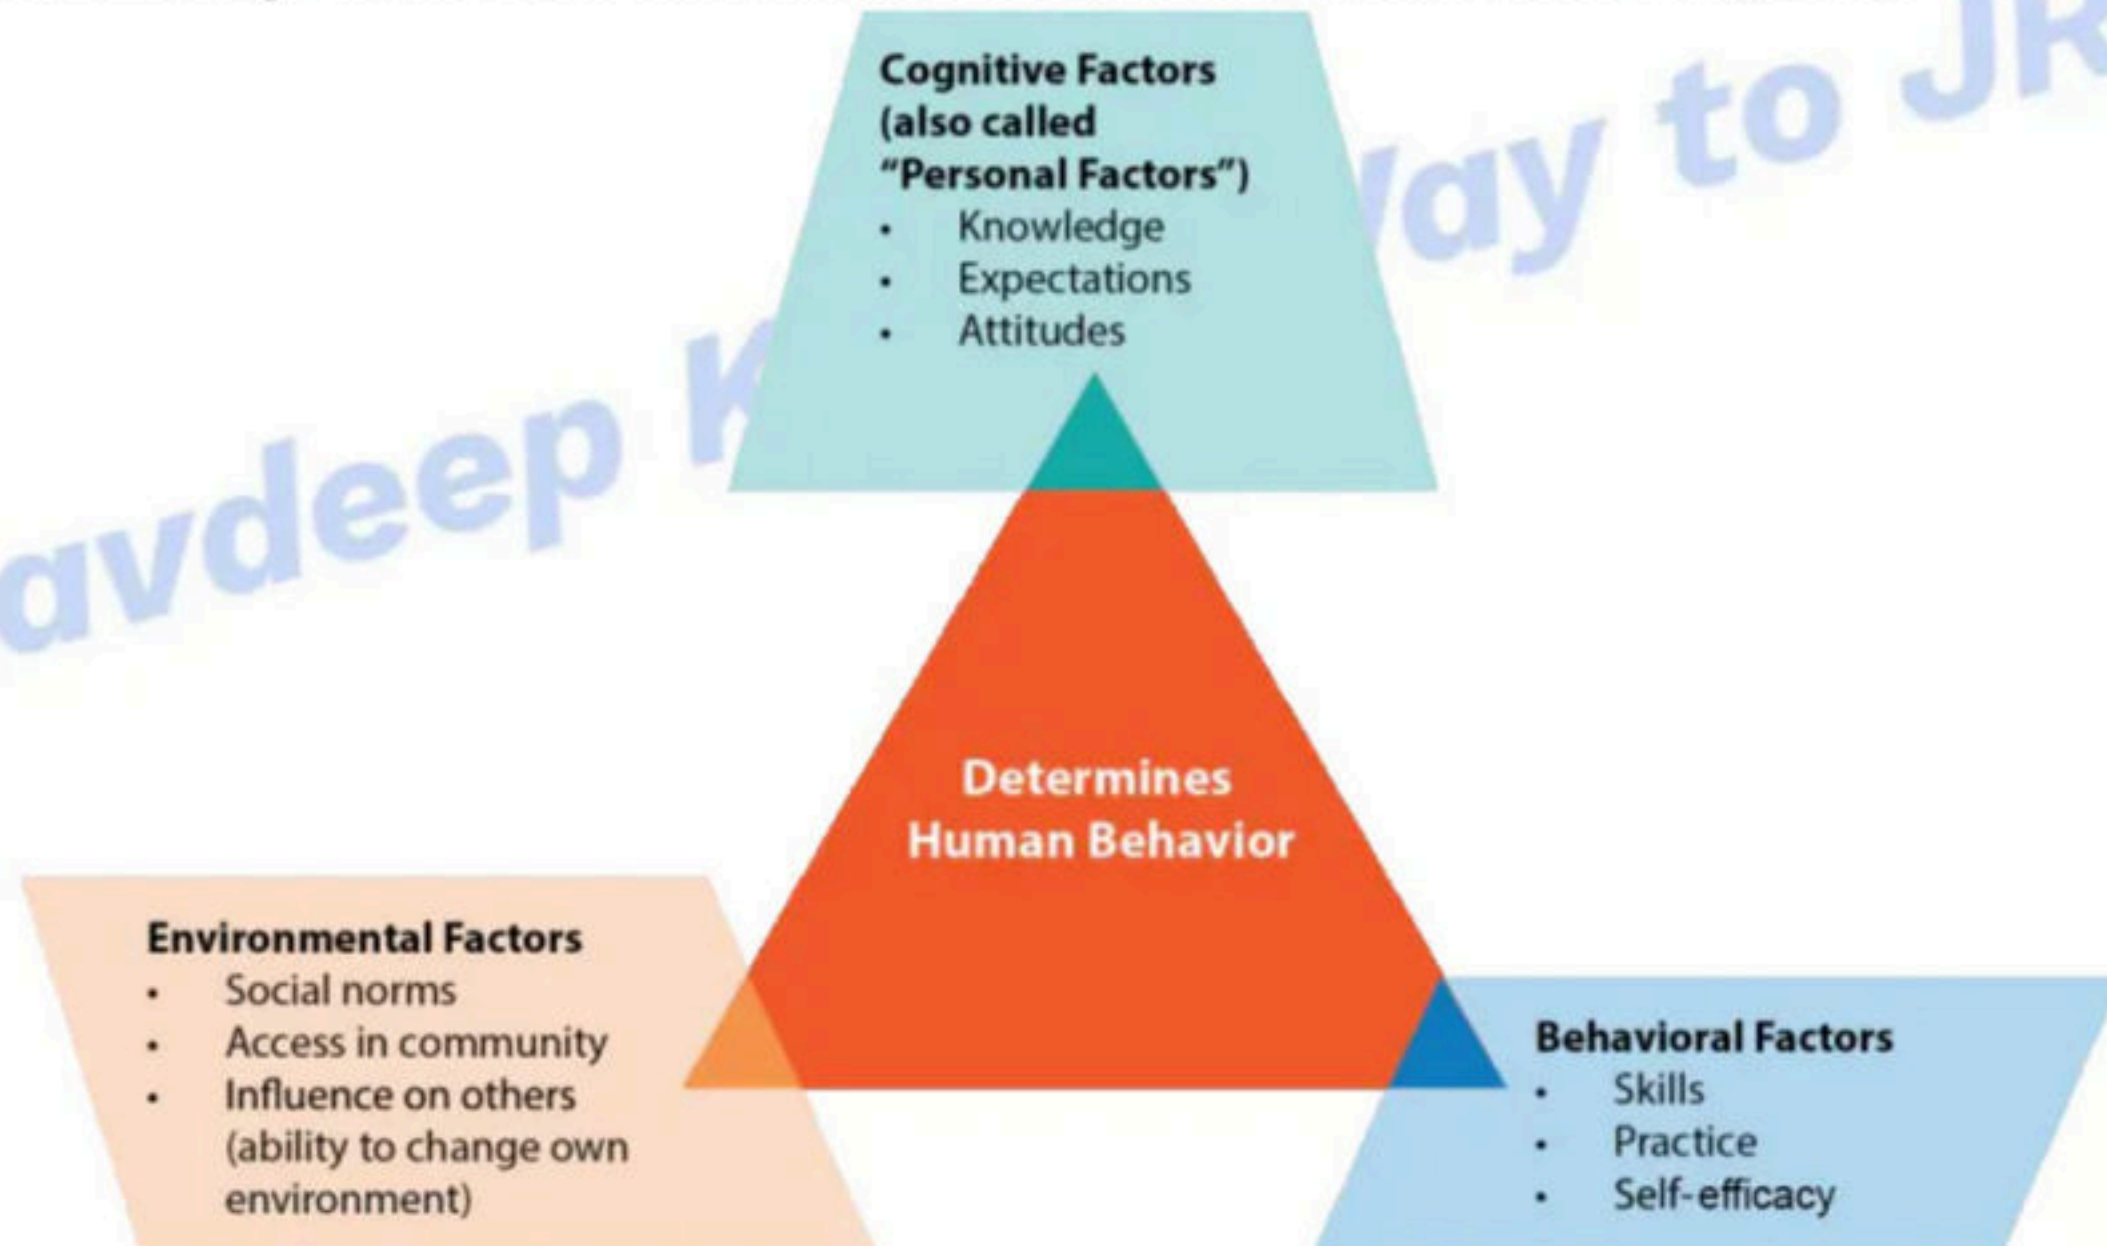 Cognitive Factors
(also called
“Personal Factors”)
• Knowledge
• Expectations
• Attitudes
Determines
Human Behavior
Environmental Factors
• Social norms
• Access in community
• Influence on others
(ability to change own
environment)
Behavioral Factors
• Skills
• Practice
• Self-efficacy
to